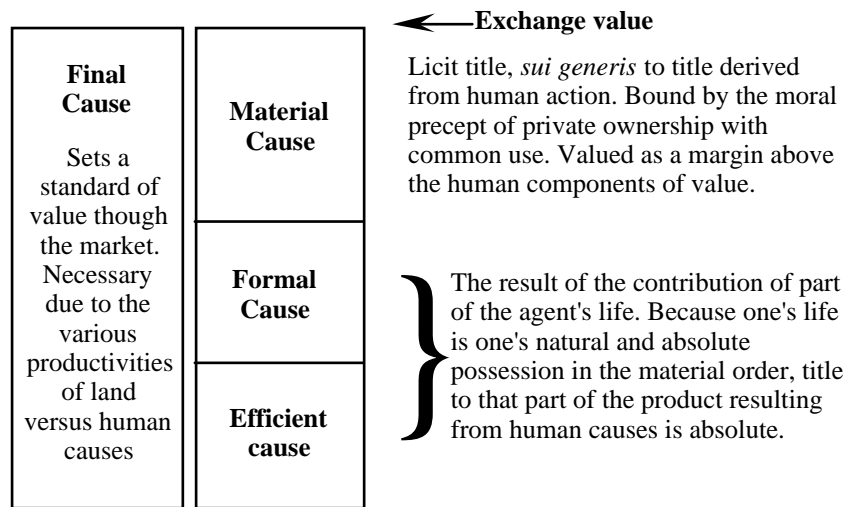 Exchange value
Final
Cause
Sets a
standard of
value though
the market.
Necessary
due to the
various
productivities
of land
versus human
causes
Material
Cause
Licit title, sui generis to title derived
from human action. Bound by the moral
precept of private ownership with
common use. Valued as a margin above
the human components of value.
Formal
Cause
Efficient
cause
The result of the contribution of part
of the agent's life. Because one's life
is one's natural and absolute
possession in the material order, title
to that part of the product resulting
from human causes is absolute.